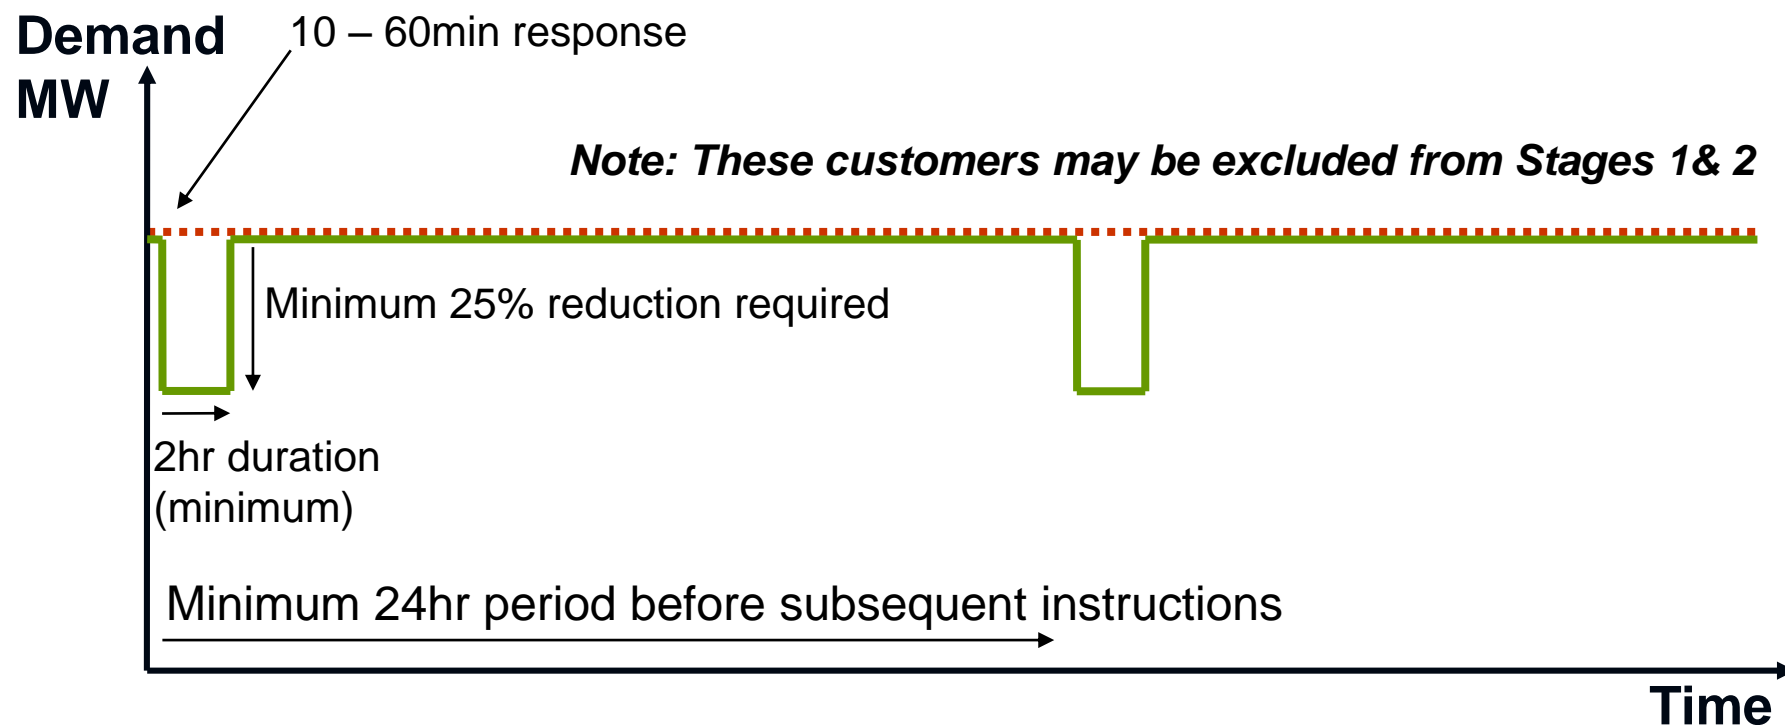 Demand
MW
10 – 60min response
Note: These customers may be excluded from Stages 1& 2
Minimum 25% reduction required
2hr duration
(minimum)
Minimum 24hr period before subsequent instructions
Time